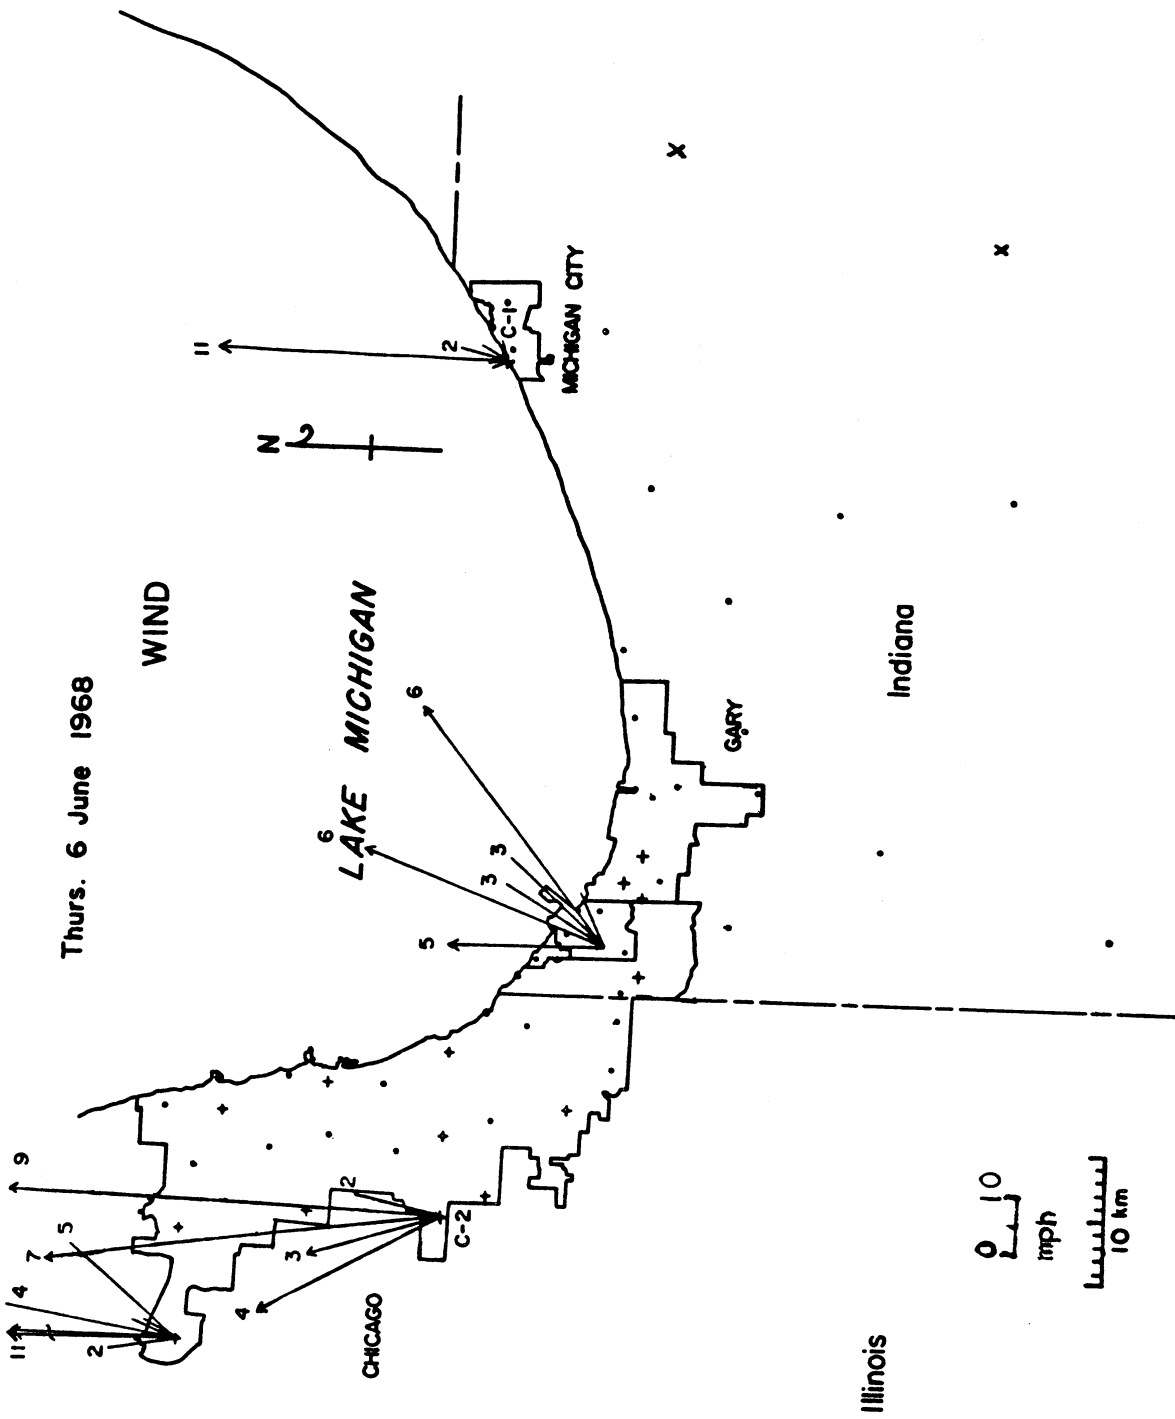 Thurs. 6 June 1968
WIND
N
LAKE MICHIGAN
11
2
C-1
MICHIGAN CITY
x
x
6
6
3
3
5
GARY
Indiana
9
5
7
4
11
2
2
3
4
C-2
CHICAGO
Illinois
0 10
mph
10 km